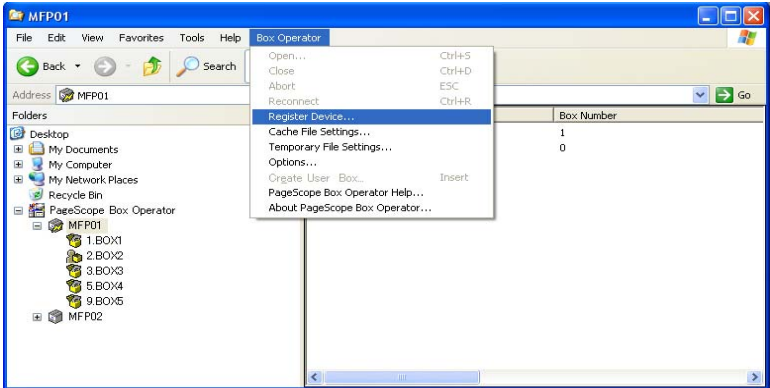 MFP01
File Edit View Favorites Tools Help Box Operator
Back Search
Address MFP01 Go
Folders Box Number
Open... Ctrl+S
Close Ctrl+D
Abort ESC
Reconnect Ctrl+R
Register Device...
Cache File Settings...
Temporary File Settings...
Options...
Create User Box... Insert
PageScope Box Operator Help...
About PageScope Box Operator...
1
0
Desktop
My Documents
My Computer
My Network Places
Recycle Bin
PageScope Box Operator
MFP01
1.BOX1
2.BOX2
3.BOX3
5.BOX4
9.BOX5
MFP02